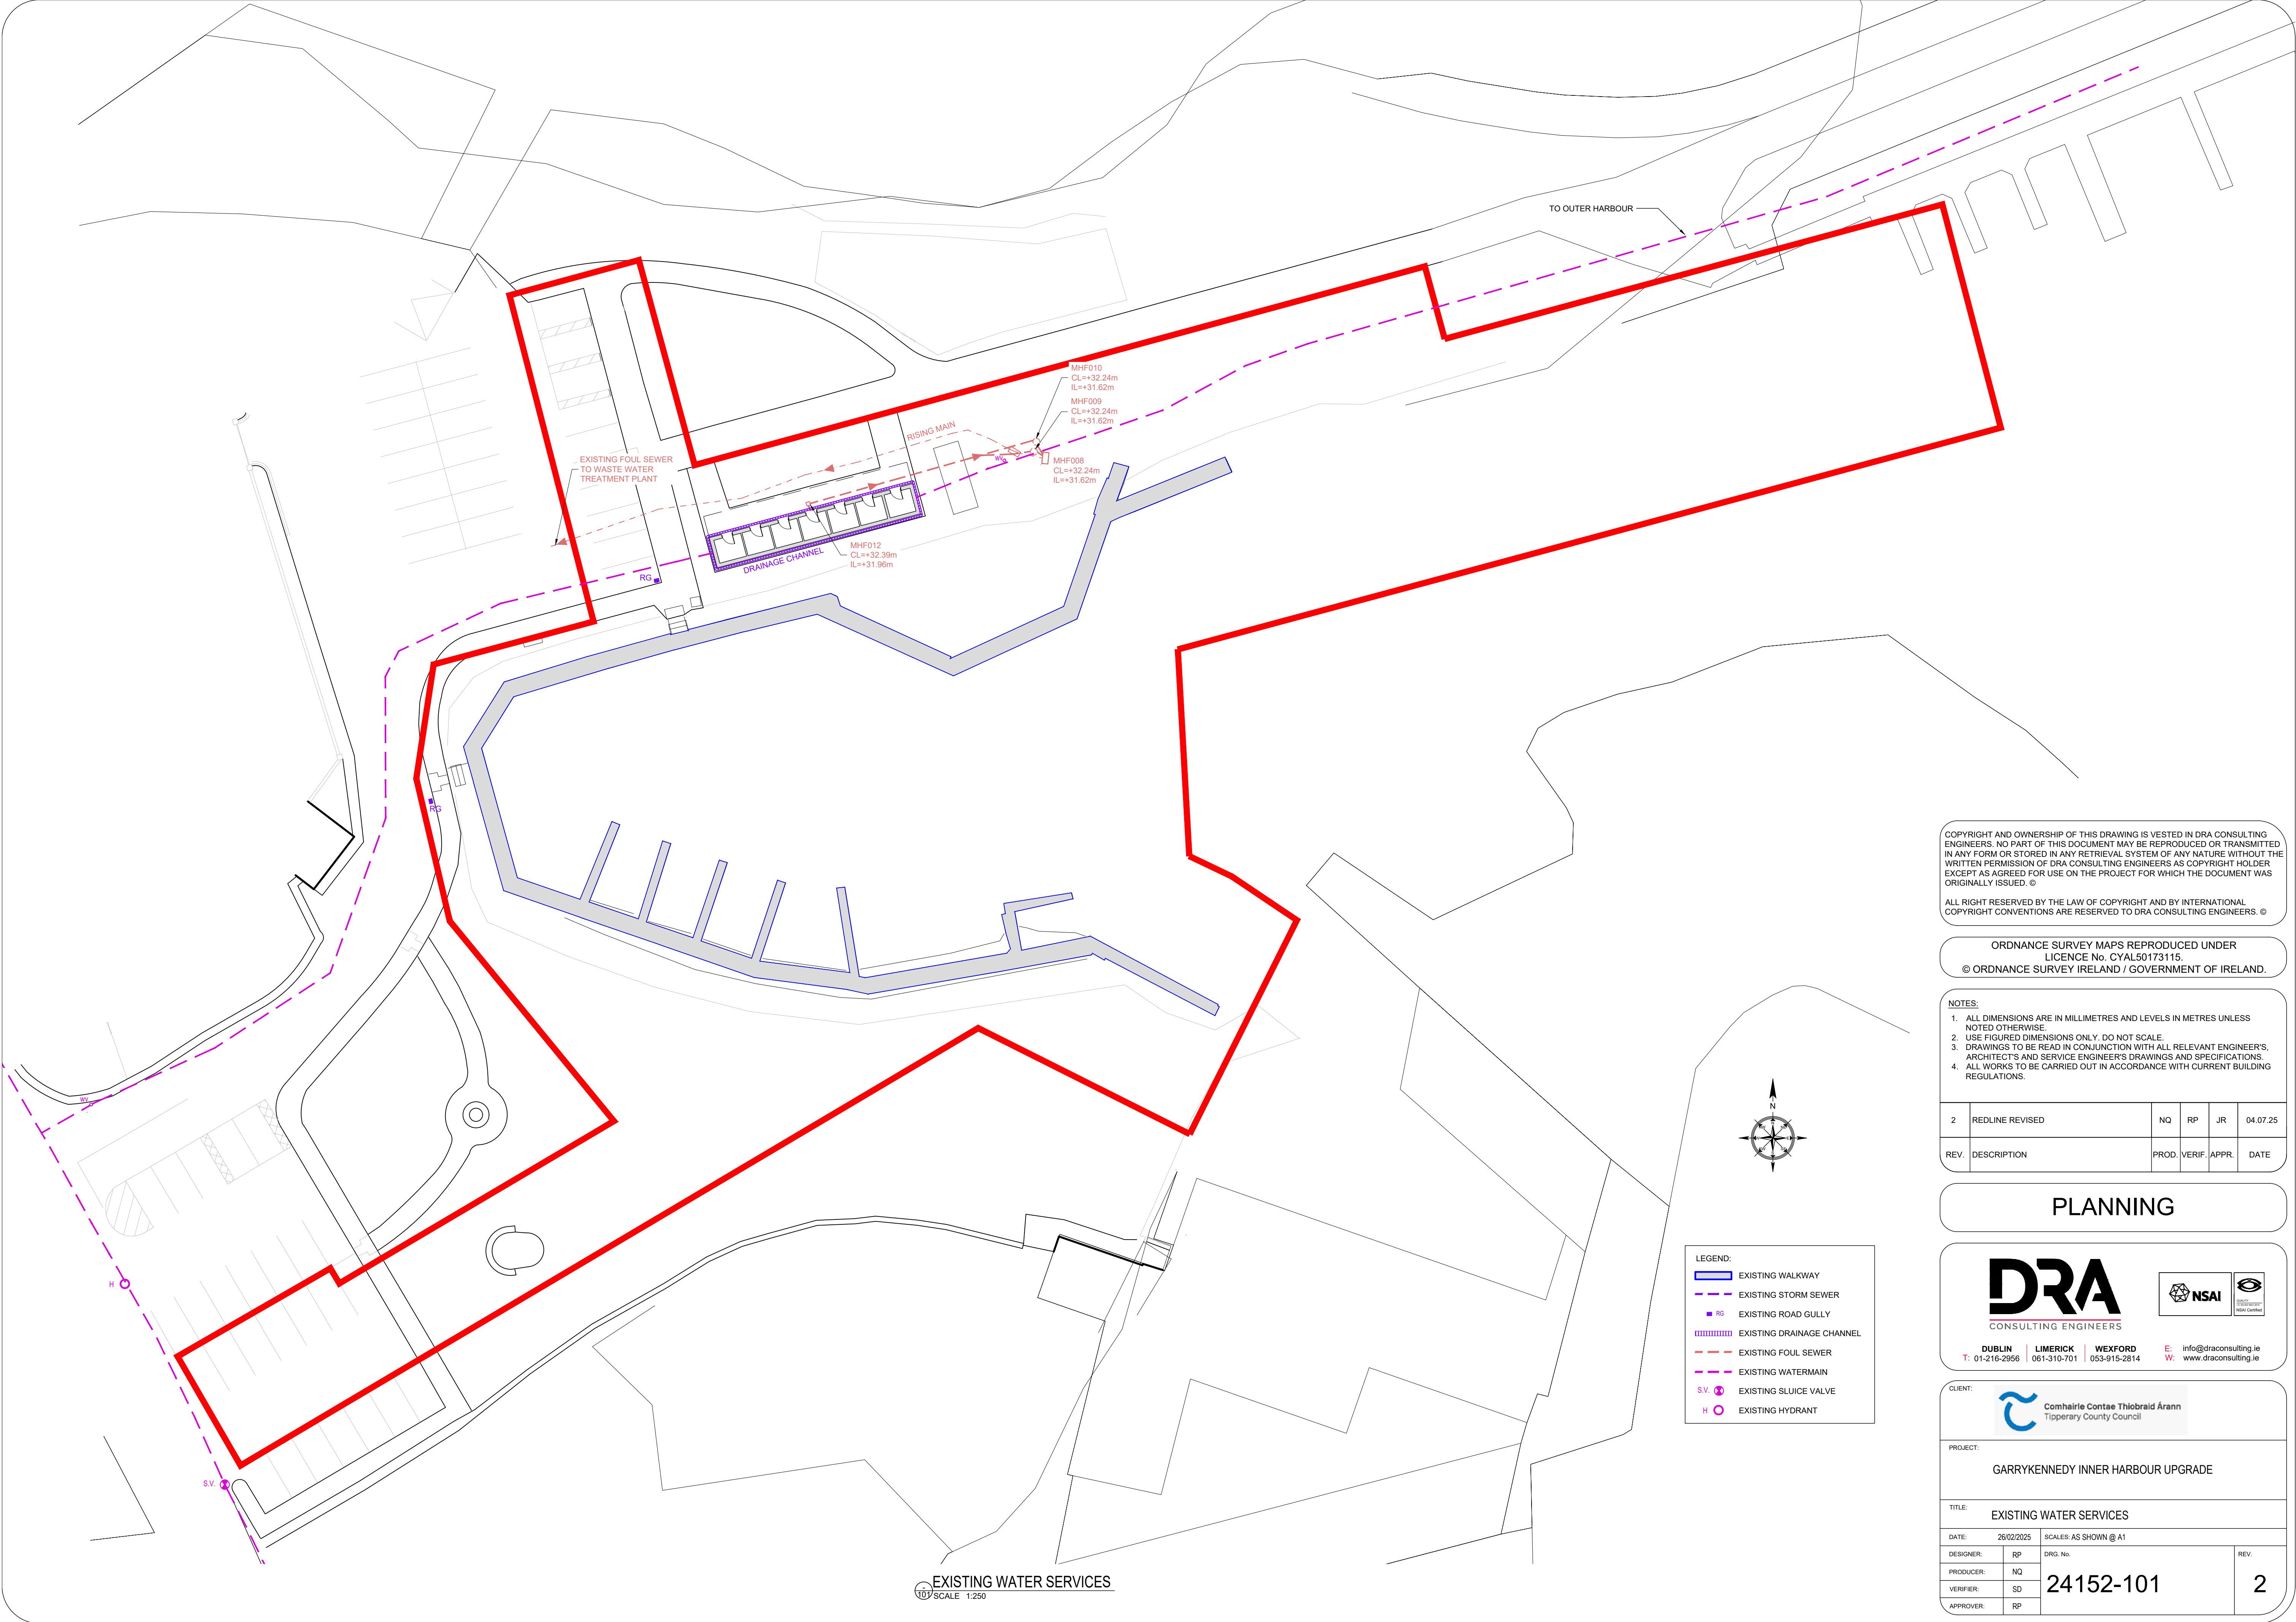 TO OUTER HARBOUR
MHF010
CL=+32.24m
IL=+31.62m
MHF009
CL=+32.24m
IL=+31.62m
RISING MAIN
WV
MHF008
CL=+32.24m
IL=+31.62m
EXISTING FOUL SEWER
TO WASTE WATER
TREATMENT PLANT
MHF012
CL=+32.39m
IL=+31.96m
DRAINAGE CHANNEL
RG
RG
WV
H
S.V.
N
LEGEND:
EXISTING WALKWAY
EXISTING STORM SEWER
RG EXISTING ROAD GULLY
EXISTING DRAINAGE CHANNEL
EXISTING FOUL SEWER
EXISTING WATERMAIN
S.V. EXISTING SLUICE VALVE
H EXISTING HYDRANT
101 EXISTING WATER SERVICES
SCALE 1:250
COPYRIGHT AND OWNERSHIP OF THIS DRAWING IS VESTED IN DRA CONSULTING
ENGINEERS. NO PART OF THIS DOCUMENT MAY BE REPRODUCED OR TRANSMITTED
IN ANY FORM OR STORED IN ANY RETRIEVAL SYSTEM OF ANY NATURE WITHOUT THE
WRITTEN PERMISSION OF DRA CONSULTING ENGINEERS AS COPYRIGHT HOLDER
EXCEPT AS AGREED FOR USE ON THE PROJECT FOR WHICH THE DOCUMENT WAS
ORIGINALLY ISSUED. ©
ALL RIGHT RESERVED BY THE LAW OF COPYRIGHT AND BY INTERNATIONAL
COPYRIGHT CONVENTIONS ARE RESERVED TO DRA CONSULTING ENGINEERS. ©
ORDNANCE SURVEY MAPS REPRODUCED UNDER
LICENCE No. CYAL50173115.
© ORDNANCE SURVEY IRELAND / GOVERNMENT OF IRELAND.
NOTES:
1. ALL DIMENSIONS ARE IN MILLIMETRES AND LEVELS IN METRES UNLESS
NOTED OTHERWISE.
2. USE FIGURED DIMENSIONS ONLY. DO NOT SCALE.
3. DRAWINGS TO BE READ IN CONJUNCTION WITH ALL RELEVANT ENGINEER'S,
ARCHITECT'S AND SERVICE ENGINEER'S DRAWINGS AND SPECIFICATIONS.
4. ALL WORKS TO BE CARRIED OUT IN ACCORDANCE WITH CURRENT BUILDING
REGULATIONS.
2 REDLINE REVISED NQ RP JR 04.07.25
REV. DESCRIPTION PROD. VERIF. APPR. DATE
PLANNING
DRA
CONSULTING ENGINEERS
NSAI
NSAI Certified
DUBLIN LIMERICK WEXFORD
T: 01-216-2956 061-310-701 053-915-2814
E: info@draconsulting.ie
W: www.draconsulting.ie
CLIENT:
Comhairle Contae Thiobraid Árann
Tipperary County Council
PROJECT:
GARRYKENNEDY INNER HARBOUR UPGRADE
TITLE:
EXISTING WATER SERVICES
DATE: 26/02/2025 SCALES: AS SHOWN @ A1
DESIGNER: RP
PRODUCER: NQ
VERIFIER: SD
APPROVER: RP
DRG. No.
24152-101
REV.
2